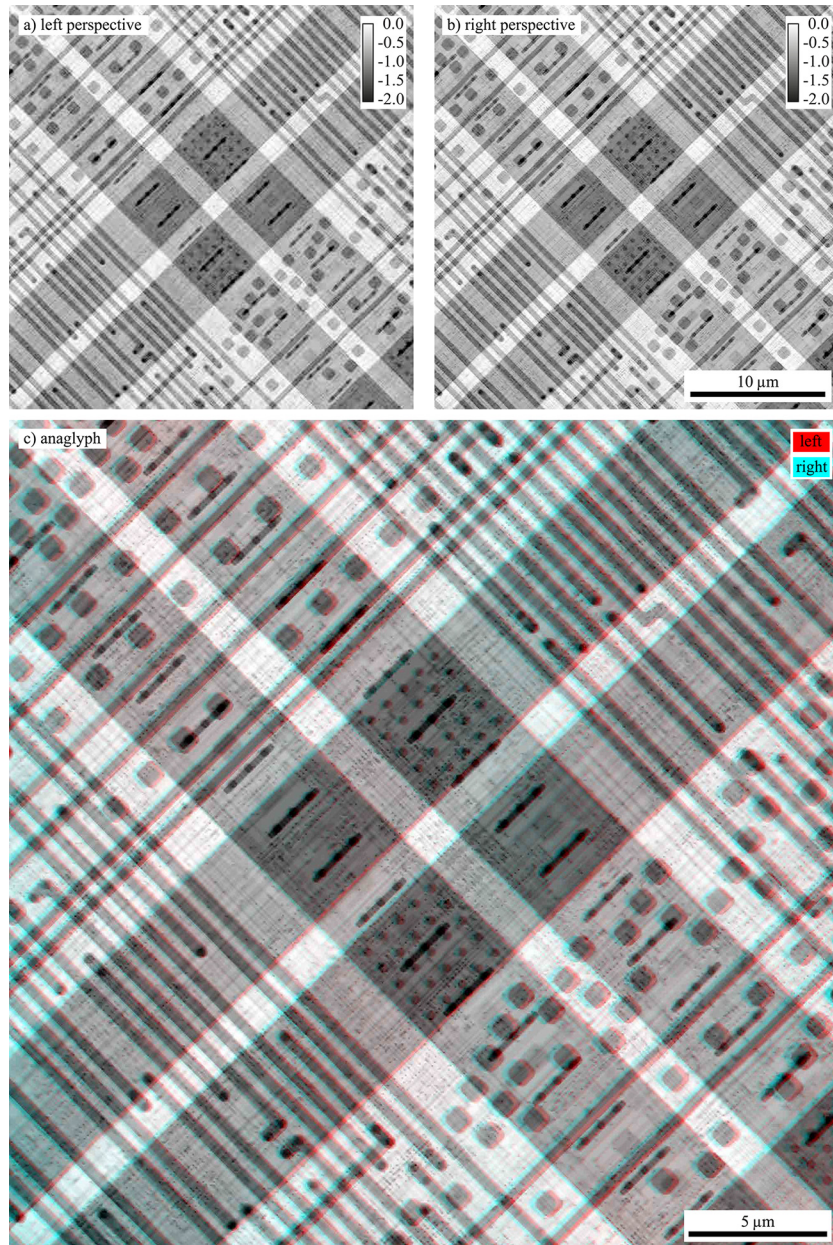 a) left perspective
0.0
-0.5
-1.0
-1.5
-2.0
b) right perspective
0.0
-0.5
-1.0
-1.5
-2.0
10 µm
c) anaglyph
left
right
5 µm